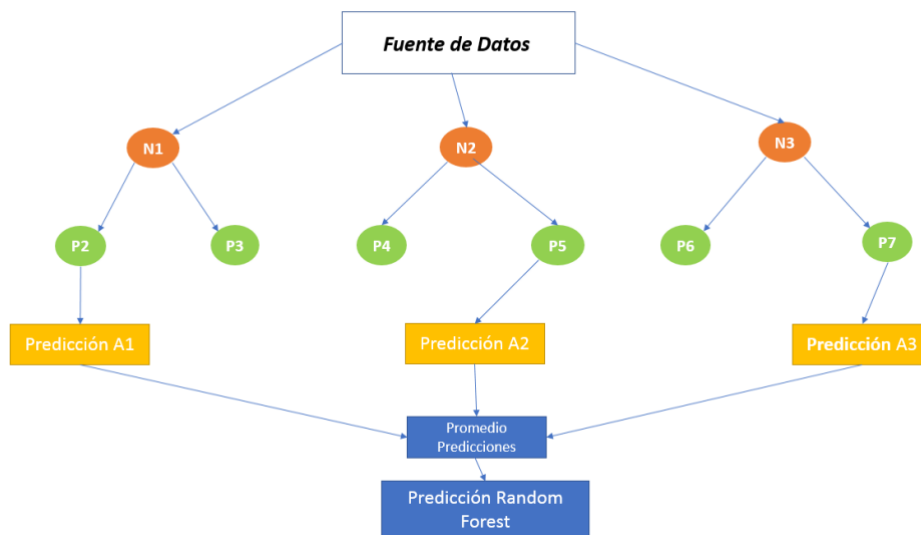 Fuente de Datos
N1
N2
N3
P2
P3
P4
P5
P6
P7
Predicción A1
Predicción A2
Predicción A3
Promedio
Predicciones
Predicción Random
Forest